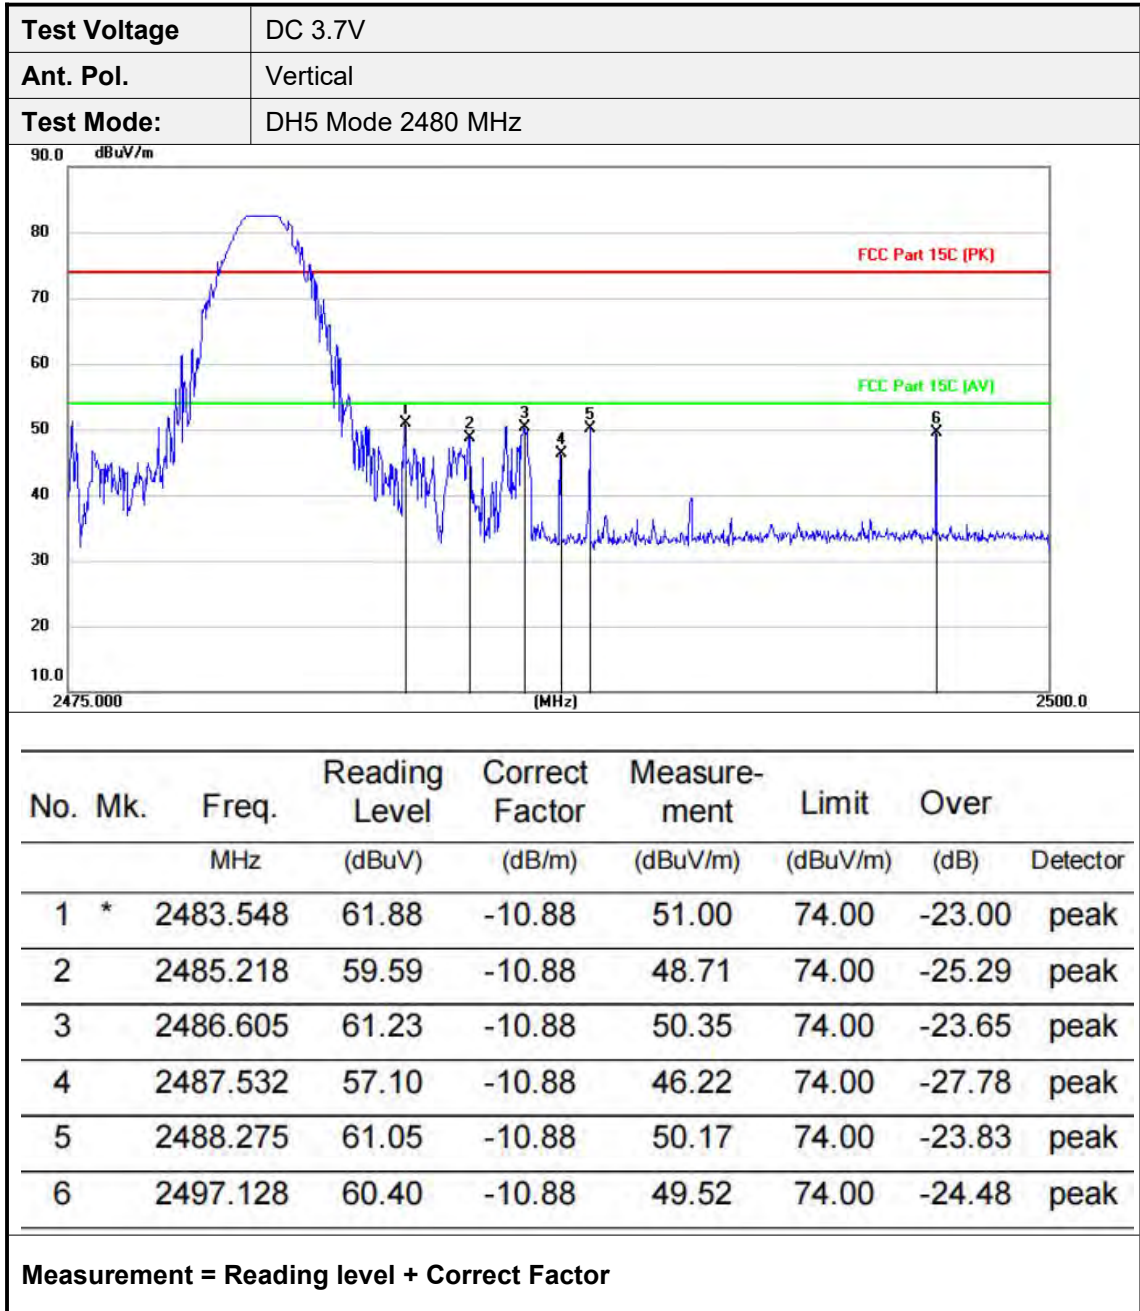 Test Voltage DC 3.7V
Ant. Pol. Vertical
Test Mode: DH5 Mode 2480 MHz
90.0 dBuV/m
80
FCC Part 15C (PK)
70
60
FCC Part 15C (AV)
50
1 2 3 4 5 6
40
30
20
10.0
2475.000 (MHz) 2500.0
No. Mk. Freq. Reading Level Correct Factor Measure-ment Limit Over
MHz (dBuV) (dB/m) (dBuV/m) (dBuV/m) (dB) Detector
1 * 2483.548 61.88 -10.88 51.00 74.00 -23.00 peak
2 2485.218 59.59 -10.88 48.71 74.00 -25.29 peak
3 2486.605 61.23 -10.88 50.35 74.00 -23.65 peak
4 2487.532 57.10 -10.88 46.22 74.00 -27.78 peak
5 2488.275 61.05 -10.88 50.17 74.00 -23.83 peak
6 2497.128 60.40 -10.88 49.52 74.00 -24.48 peak
Measurement = Reading level + Correct Factor